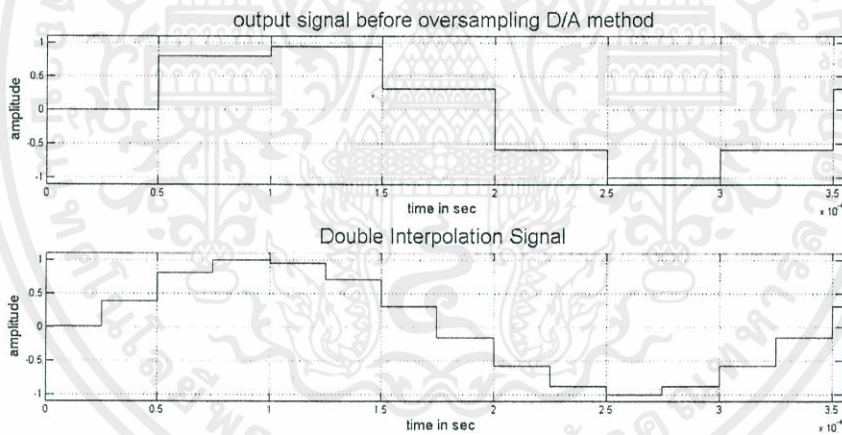 output signal before oversampling D/A method
1
0.5
0
-0.5
-1
amplitude
0 0.5 1 1.5 2 2.5 3 3.5
time in sec
x 10⁻⁴
Double Interpolation Signal
1
0.5
0
-0.5
-1
amplitude
0 0.5 1 1.5 2 2.5 3 3.5
time in sec
x 10⁻⁴